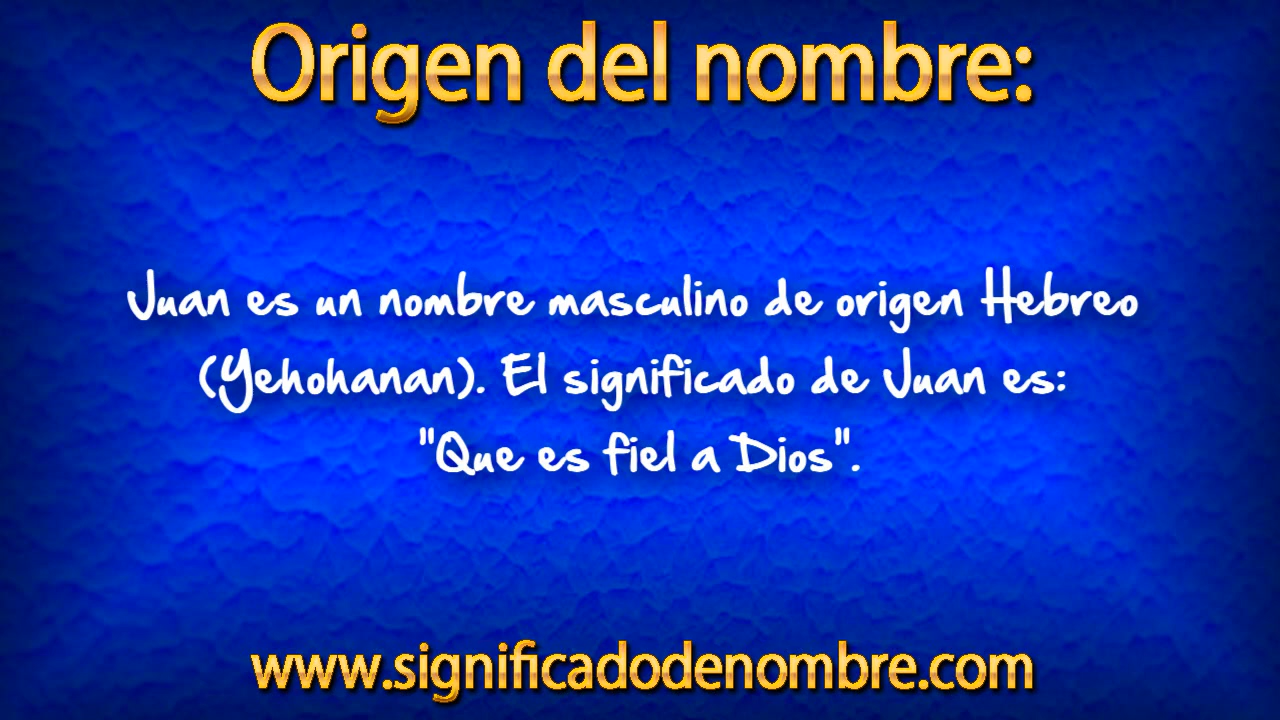 Origen del nombre:
Juan es un nombre masculino de origen Hebreo
(Yehohanan). El significado de Juan es:
"Que es fiel a Dios".
www.significadodenombre.com